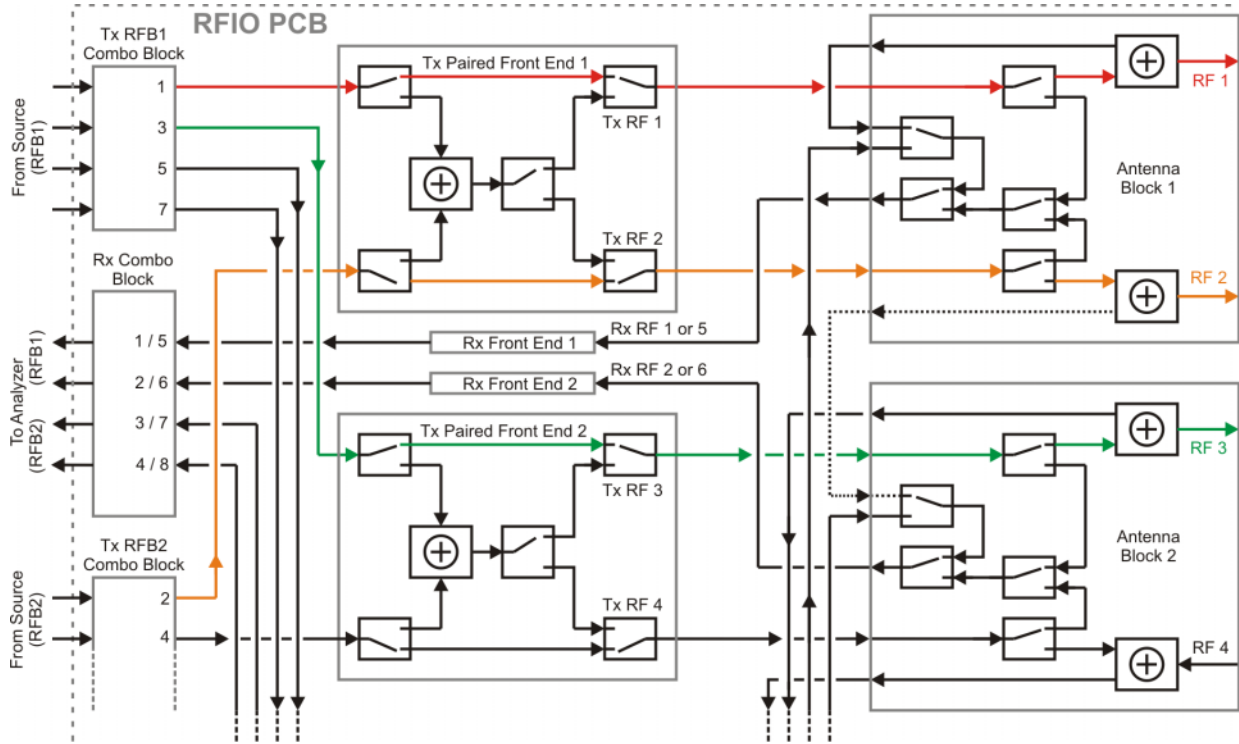 RFIO PCB
Tx RFB1
Combo Block
From Source
(RFB1)
1
3
5
7
Tx Paired Front End 1
Tx RF 1
Tx RF 2
RF 1
Antenna
Block 1
RF 2
Rx Combo
Block
To Analyzer
(RFB1)
(RFB2)
1 / 5
2 / 6
3 / 7
4 / 8
Rx Front End 1
Rx RF 1 or 5
Rx Front End 2
Rx RF 2 or 6
Tx Paired Front End 2
Tx RF 3
Tx RF 4
RF 3
Antenna
Block 2
RF 4
Tx RFB2
Combo Block
From Source
(RFB2)
2
4